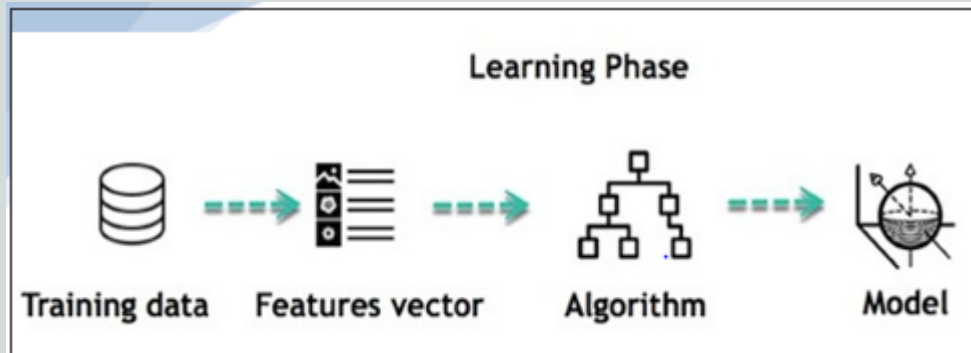 Learning Phase
Training data
Features vector
Algorithm
Model